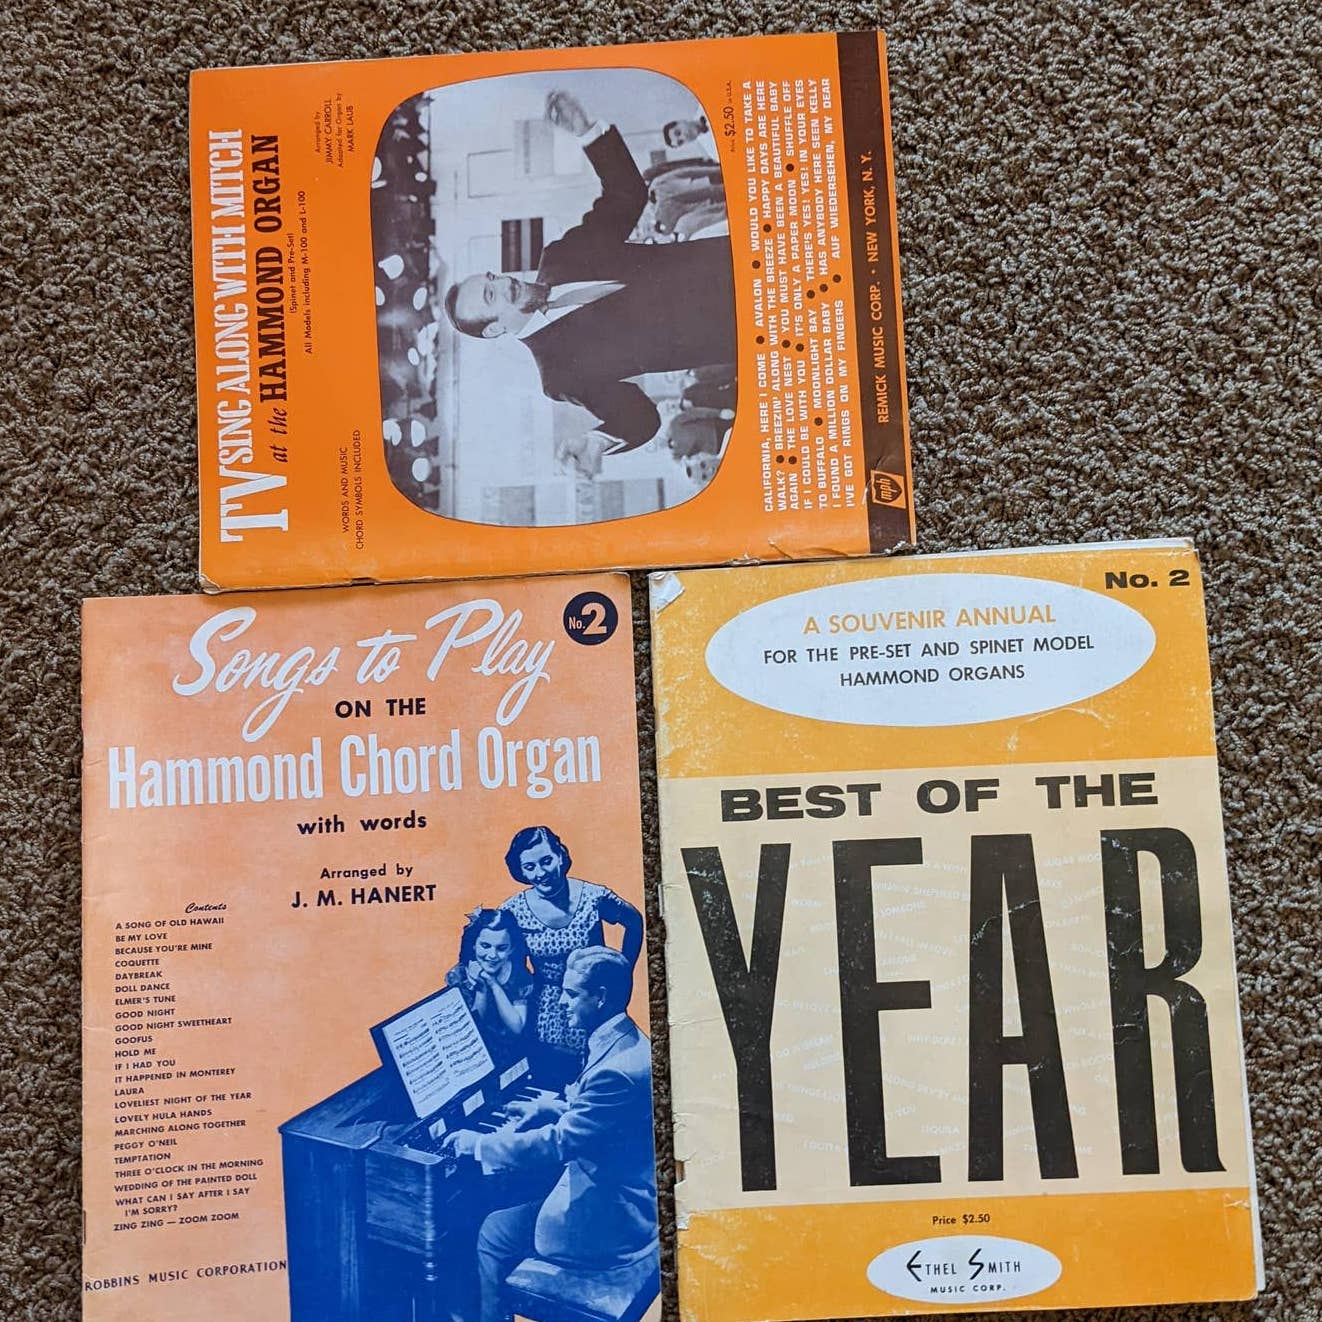 TV SING ALONG WITH MITCH
at the HAMMOND ORGAN
(Spinet and Pre-Set)
All Models including M-100 and L-100
WORDS AND MUSIC
CHORD SYMBOLS INCLUDED
Arranged by
JIMMY CARROLL
Adapted for Organ by
MARK LAUB
Price $2.50 in U.S.A.
CALIFORNIA, HERE I COME • AVALON • WOULD YOU LIKE TO TAKE A
WALK? • BREEZIN' ALONG WITH THE BREEZE • HAPPY DAYS ARE HERE
AGAIN • THE LOVE NEST • YOU MUST HAVE BEEN A BEAUTIFUL BABY
IF I COULD BE WITH YOU • IT'S ONLY A PAPER MOON • SHUFFLE OFF
TO BUFFALO • MOONLIGHT BAY • THERE'S YES! YES! IN YOUR EYES
I FOUND A MILLION DOLLAR BABY • HAS ANYBODY HERE SEEN KELLY
I'VE GOT RINGS ON MY FINGERS • AUF WIEDERSEHEN, MY DEAR
mph
REMICK MUSIC CORP. • NEW YORK, N. Y.
Songs to Play
No. 2
ON THE
Hammond Chord Organ
with words
Arranged by
J. M. HANERT
Contents
A SONG OF OLD HAWAII
BE MY LOVE
BECAUSE YOU'RE MINE
COQUETTE
DAYBREAK
DOLL DANCE
ELMER'S TUNE
GOOD NIGHT
GOOD NIGHT SWEETHEART
GOOFUS
HOLD ME
IF I HAD YOU
IT HAPPENED IN MONTEREY
LAURA
LOVELIEST NIGHT OF THE YEAR
LOVELY HULA HANDS
MARCHING ALONG TOGETHER
PEGGY O'NEIL
TEMPTATION
THREE O'CLOCK IN THE MORNING
WEDDING OF THE PAINTED DOLL
WHAT CAN I SAY AFTER I SAY
I'M SORRY?
ZING ZING — ZOOM ZOOM
ROBBINS MUSIC CORPORATION
No. 2
A SOUVENIR ANNUAL
FOR THE PRE-SET AND SPINET MODEL
HAMMOND ORGANS
BEST OF THE
YEAR
Price $2.50
ETHEL SMITH
MUSIC CORP.